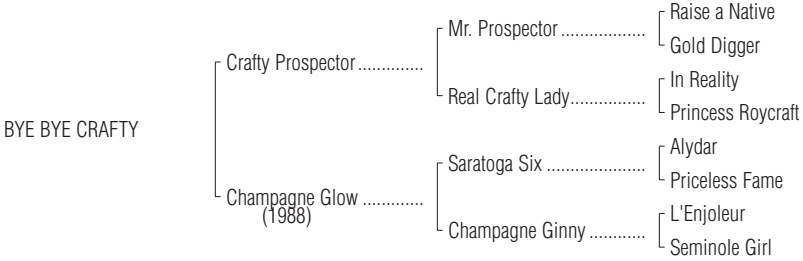 Raise a Native
Mr. Prospector ...................
Gold Digger
Crafty Prospector ..............
In Reality
Real Crafty Lady.................
Princess Roycraft
BYE BYE CRAFTY
Alydar
Saratoga Six ......................
Priceless Fame
Champagne Glow .............
(1988)
L'Enjoleur
Champagne Ginny ............
Seminole Girl